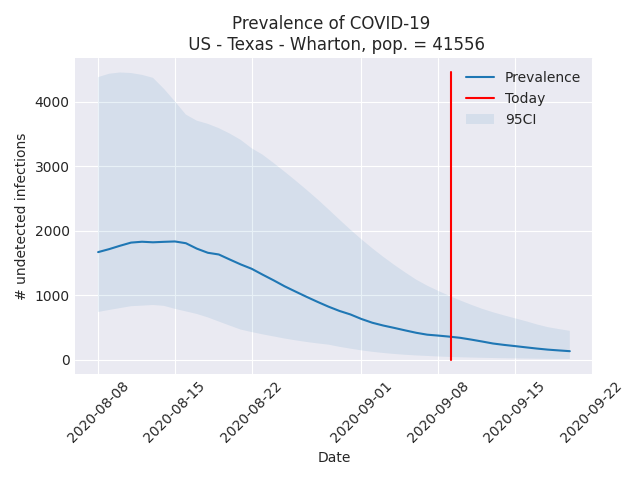 Prevalence of COVID-19
US - Texas - Wharton, pop. = 41556
Prevalence
Today
95CI
# undetected infections
4000
3000
2000
1000
0
2020-08-08
2020-08-15
2020-08-22
2020-09-01
2020-09-08
2020-09-15
2020-09-22
Date